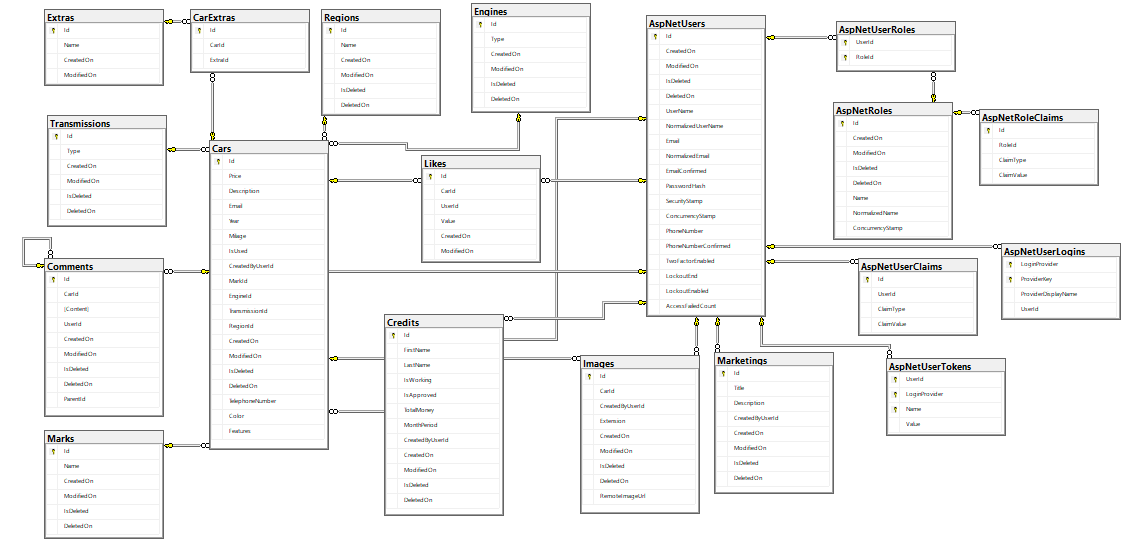 Extras
Id
Name
CreatedOn
ModifiedOn
CarExtras
Id
CarId
ExtraId
Regions
Id
Name
CreatedOn
ModifiedOn
IsDeleted
DeletedOn
Engines
Id
Type
CreatedOn
ModifiedOn
IsDeleted
DeletedOn
AspNetUsers
Id
CreatedOn
ModifiedOn
IsDeleted
DeletedOn
UserName
NormalizedUserName
Email
NormalizedEmail
EmailConfirmed
PasswordHash
SecurityStamp
ConcurrencyStamp
PhoneNumber
PhoneNumberConfirmed
TwoFactorEnabled
LockoutEnd
LockoutEnabled
AccessFailedCount
AspNetUserRoles
UserId
RoleId
AspNetRoles
Id
CreatedOn
ModifiedOn
IsDeleted
DeletedOn
Name
NormalizedName
ConcurrencyStamp
AspNetRoleClaims
Id
RoleId
ClaimType
ClaimValue
Transmissions
Id
Type
CreatedOn
ModifiedOn
IsDeleted
DeletedOn
Cars
Id
Price
Description
Email
Year
Milage
IsUsed
CreatedByUserId
MarkId
EngineId
TransmissionId
RegionId
CreatedOn
ModifiedOn
IsDeleted
DeletedOn
TelephoneNumber
Color
Features
Likes
Id
CarId
UserId
Value
CreatedOn
ModifiedOn
Comments
Id
CarId
[Content]
UserId
CreatedOn
ModifiedOn
IsDeleted
DeletedOn
ParentId
AspNetUserClaims
Id
UserId
ClaimType
ClaimValue
AspNetUserLogins
LoginProvider
ProviderKey
ProviderDisplayName
UserId
Credits
Id
FirstName
LastName
IsWorking
IsApproved
TotalMoney
MonthPeriod
CreatedByUserId
CreatedOn
ModifiedOn
IsDeleted
DeletedOn
Images
Id
CarId
CreatedByUserId
Extension
CreatedOn
ModifiedOn
IsDeleted
DeletedOn
RemoteImageUrl
Marketings
Id
Title
Description
CreatedByUserId
CreatedOn
ModifiedOn
IsDeleted
DeletedOn
AspNetUserTokens
UserId
LoginProvider
Name
Value
Marks
Id
Name
CreatedOn
ModifiedOn
IsDeleted
DeletedOn